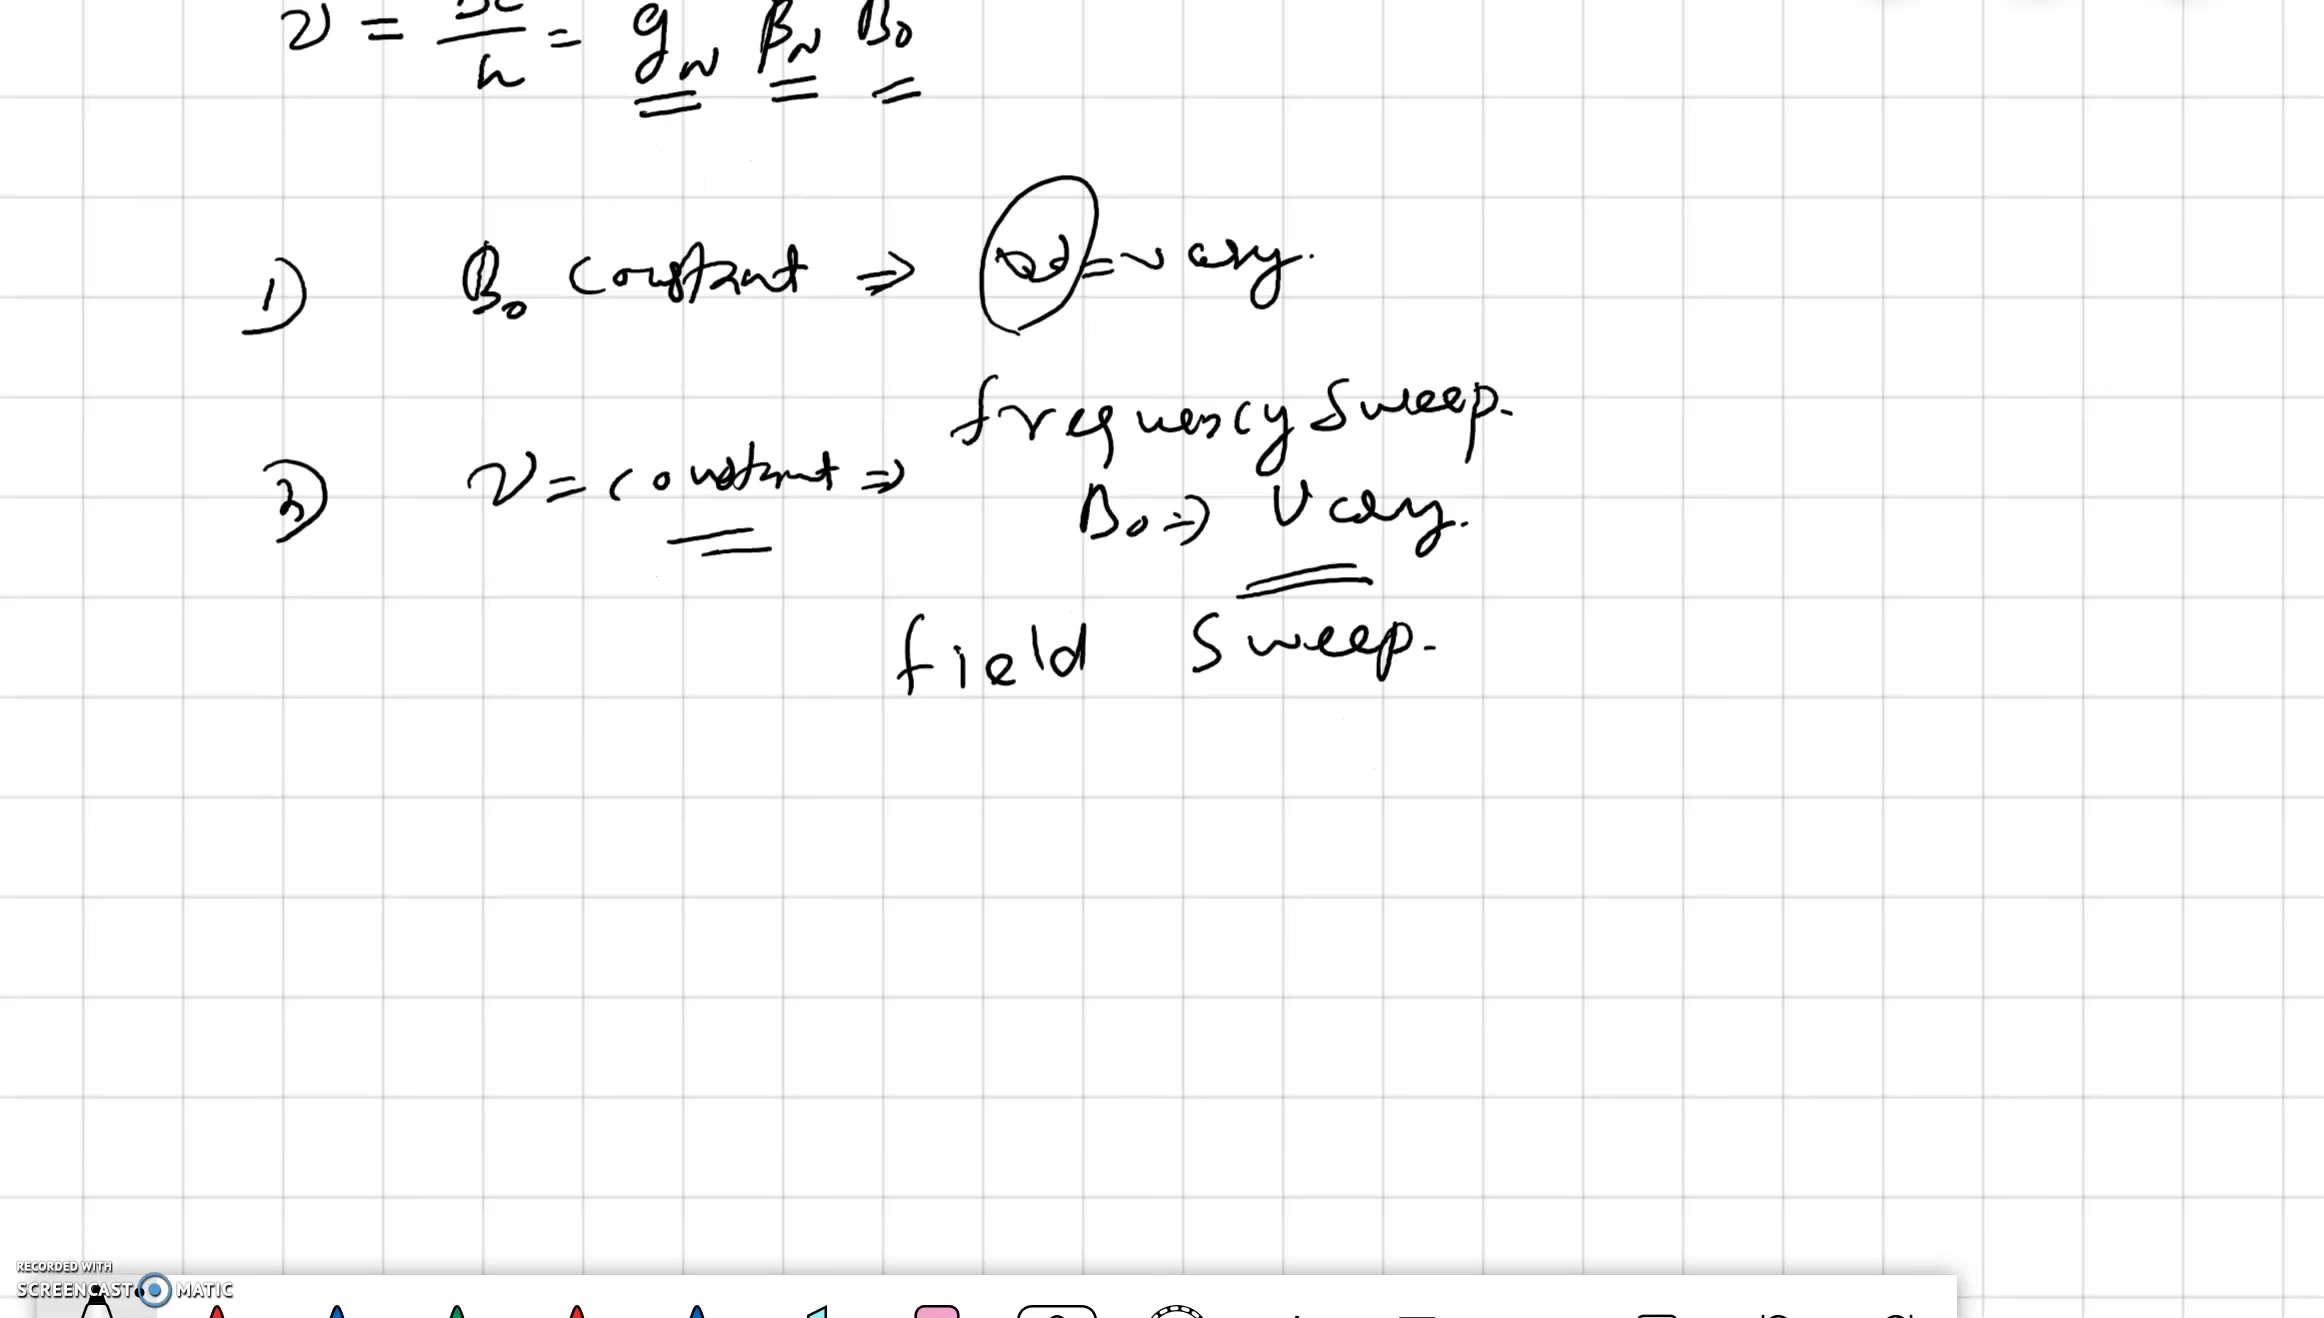 ν = ΔE/h = g_N β_N B₀
1) B₀ constant ⇒ ν = vary.
frequency Sweep.
2) ν = constant ⇒ B₀ ⇒ Vary.
field Sweep.
RECORDED WITH
SCREENCAST MATIC